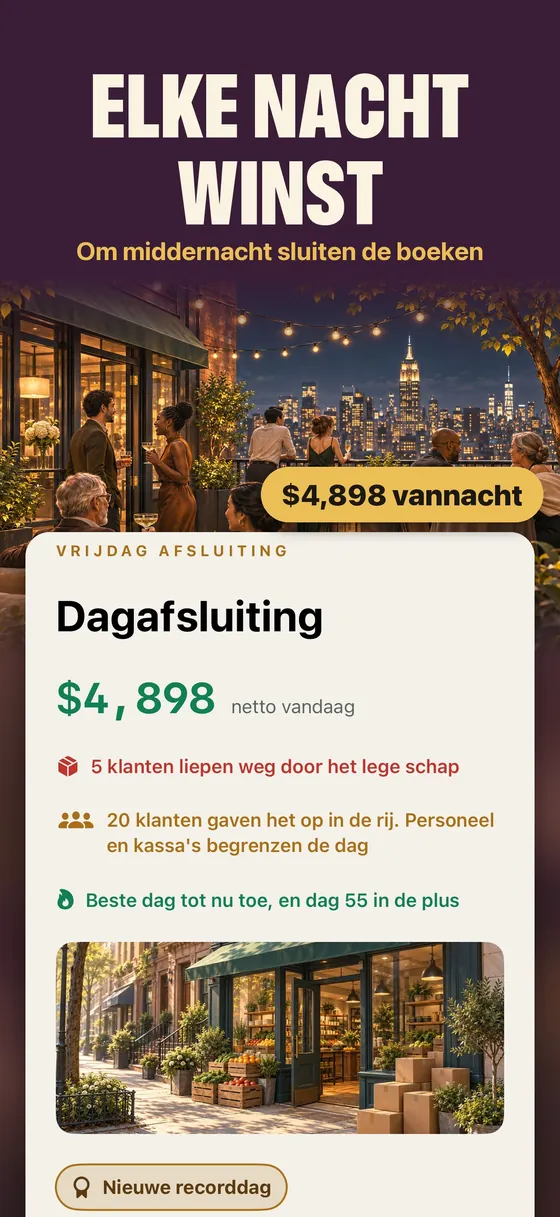 ELKE NACHT
WINST
Om middernacht sluiten de boeken
$4,898 vannacht
VRIJDAG AFSLUITING
Dagafsluiting
$4,898 netto vandaag
5 klanten liepen weg door het lege schap
20 klanten gaven het op in de rij. Personeel
en kassa's begrenzen de dag
Beste dag tot nu toe, en dag 55 in de plus
Nieuwe recorddag